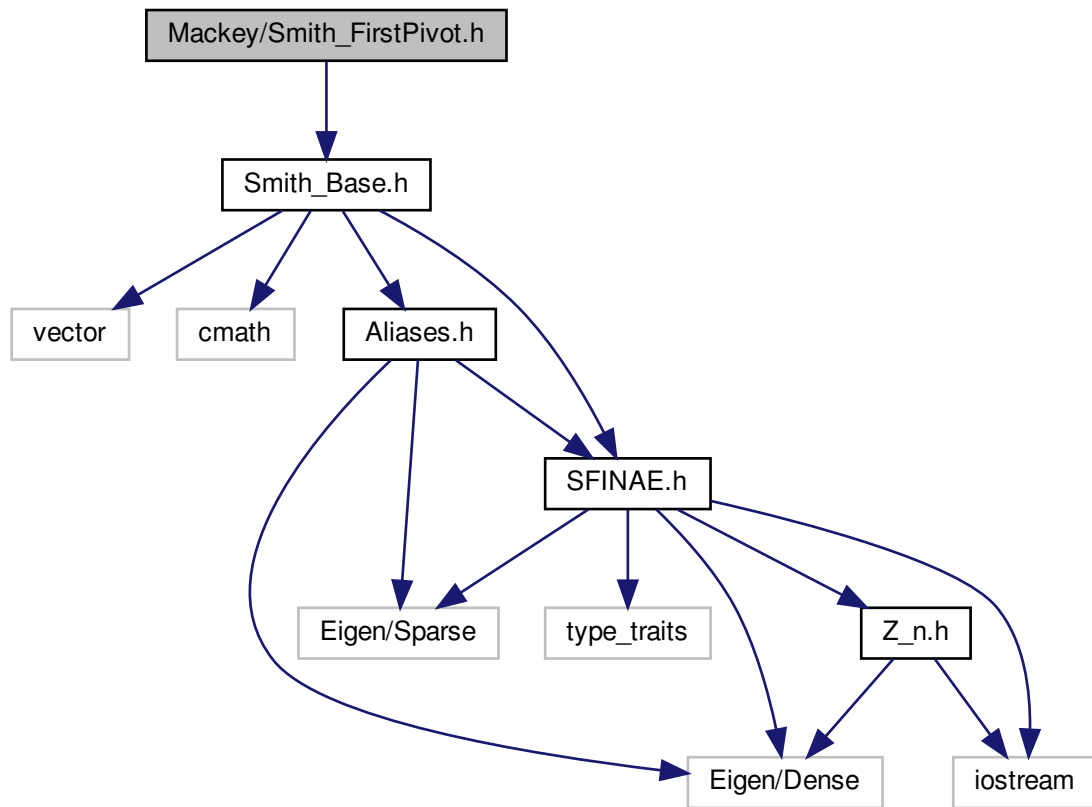 Mackey/Smith_FirstPivot.h
Smith_Base.h
vector
cmath
Aliases.h
SFINAE.h
Eigen/Sparse
type_traits
Z_n.h
Eigen/Dense
iostream